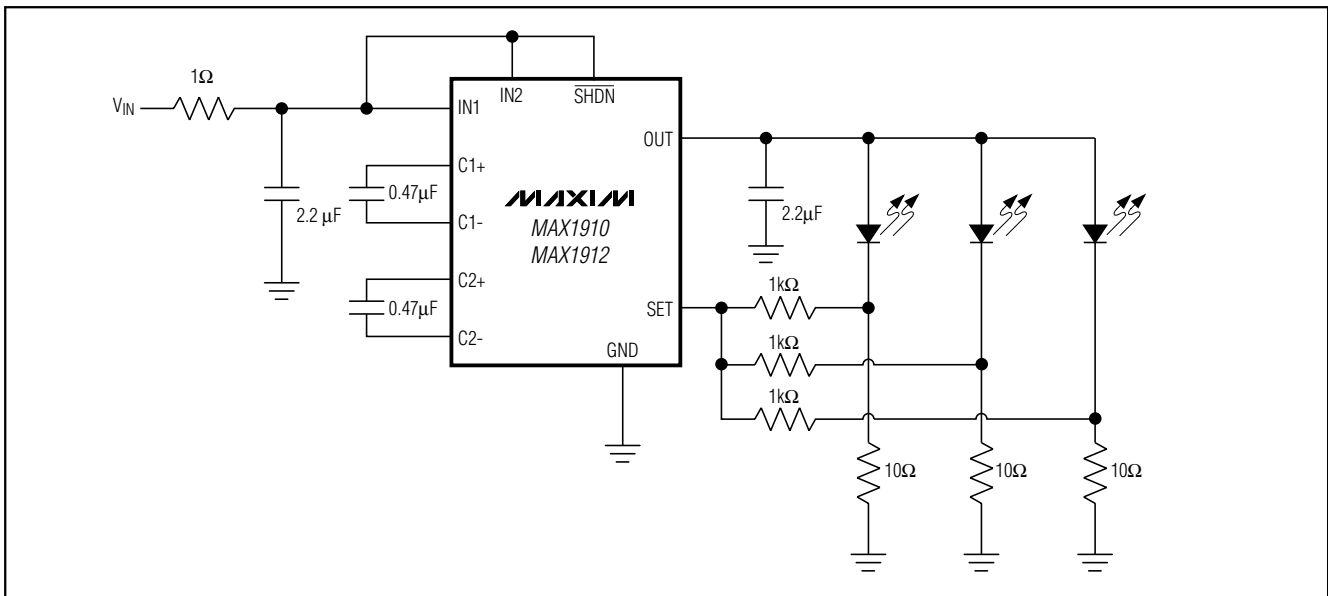 1Ω
VIN
IN1
IN2
SHDN
OUT
C1+
0.47µF
C1-
2.2 µF
MAXIM
MAX1910
MAX1912
2.2µF
C2+
0.47µF
C2-
SET
GND
1kΩ
1kΩ
1kΩ
10Ω
10Ω
10Ω